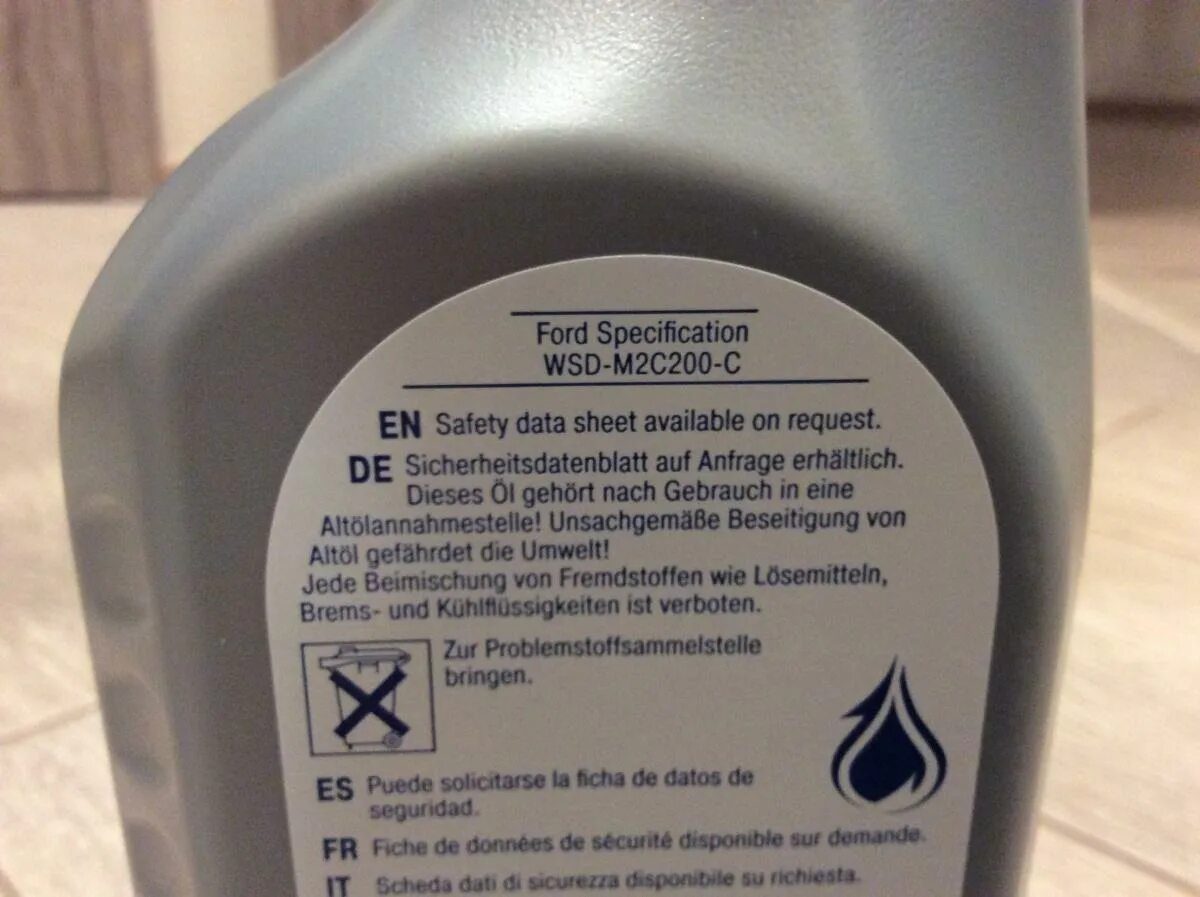 Ford Specification
WSD-M2C200-C
EN Safety data sheet available on request.
DE Sicherheitsdatenblatt auf Anfrage erhältlich.
Dieses Öl gehört nach Gebrauch in eine
Altölannahmestelle! Unsachgemäße Beseitigung von
Altöl gefährdet die Umwelt!
Jede Beimischung von Fremdstoffen wie Lösemitteln,
Brems- und Kühlflüssigkeiten ist verboten.
Zur Problemstoffsammelstelle
bringen.
ES Puede solicitarse la ficha de datos de
seguridad.
FR Fiche de données de sécurité disponible sur demande.
IT Scheda dati di sicurezza disponibile su richiesta.